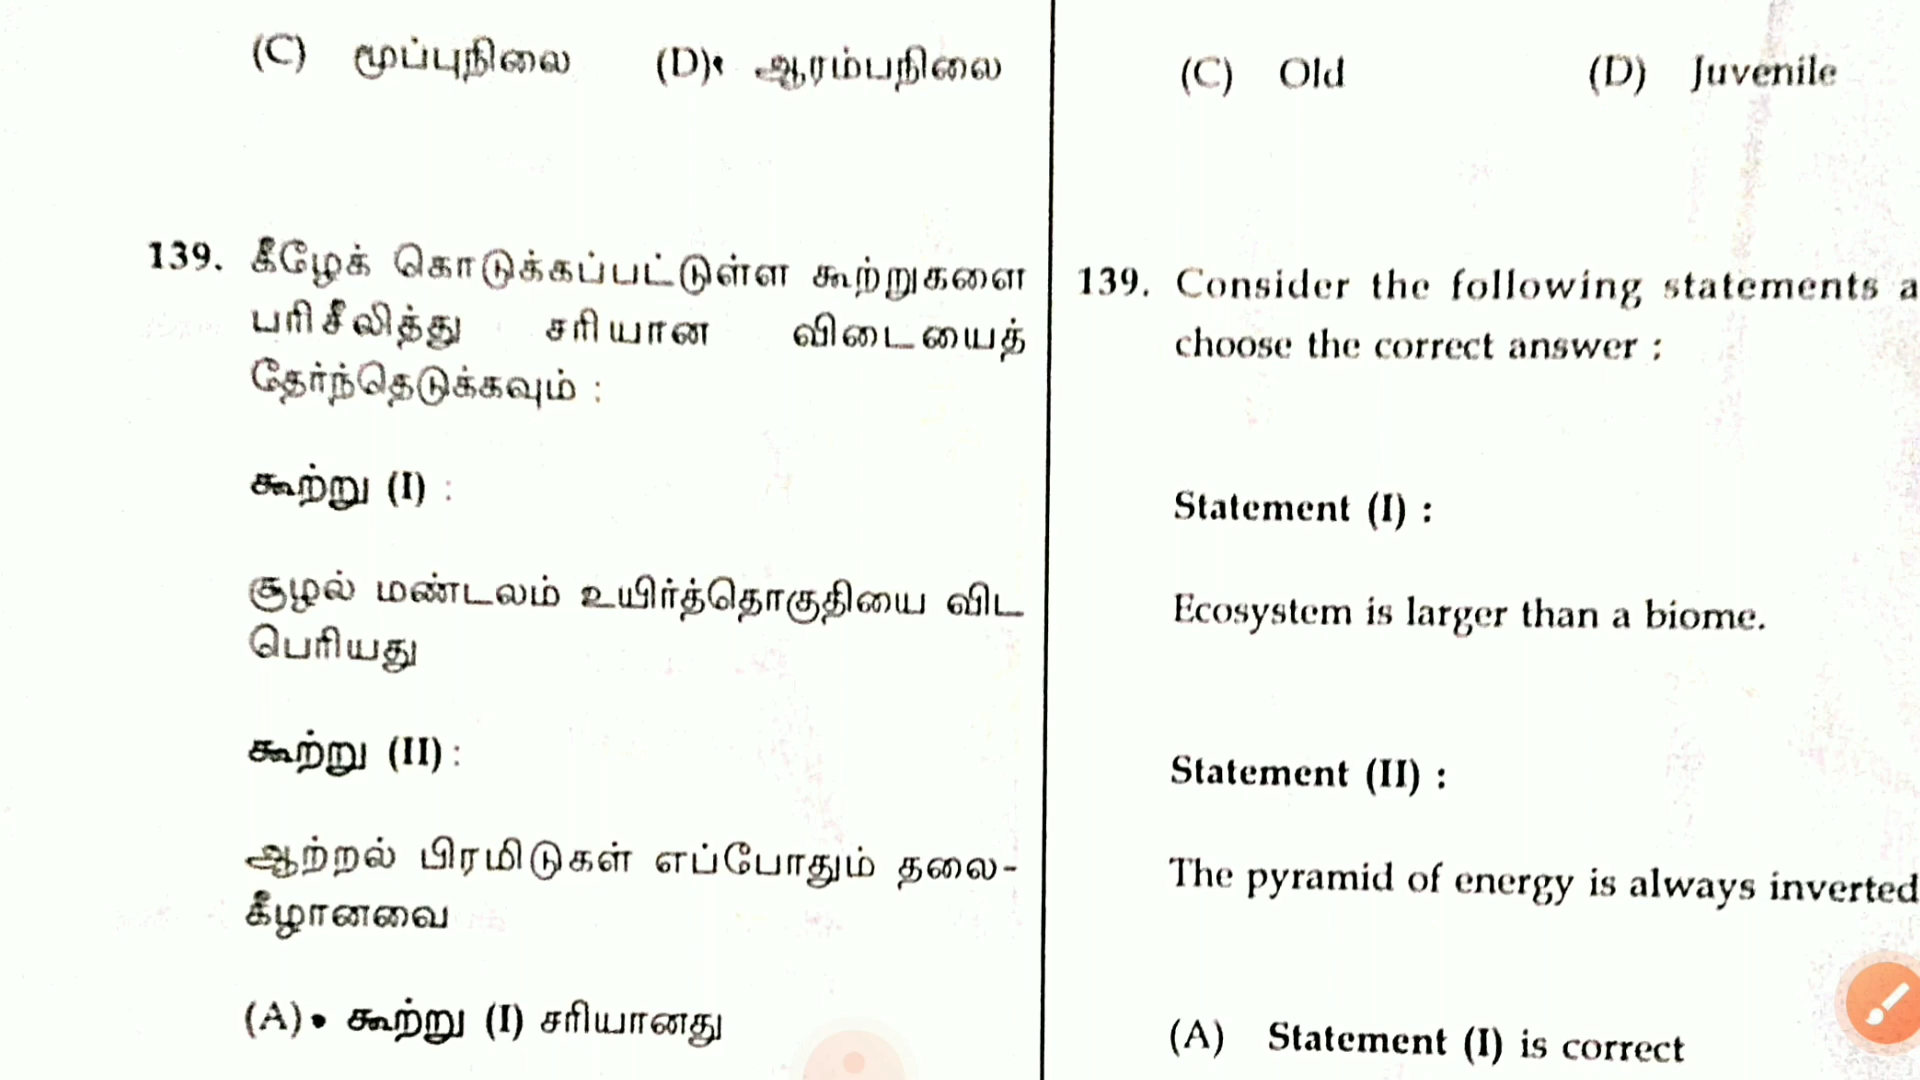 (C) மூப்புநிலை (D) ஆரம்பநிலை
139. கீழேக் கொடுக்கப்பட்டுள்ள கூற்றுகளை
பரிசீலித்து சரியான விடையைத்
தேர்ந்தெடுக்கவும் :
கூற்று (I) :
சூழல் மண்டலம் உயிர்த்தொகுதியை விட
பெரியது
கூற்று (II) :
ஆற்றல் பிரமிடுகள் எப்போதும் தலை-
கீழானவை
(A) கூற்று (I) சரியானது
(C) Old (D) Juvenile
139. Consider the following statements a
choose the correct answer :
Statement (I) :
Ecosystem is larger than a biome.
Statement (II) :
The pyramid of energy is always inverted
(A) Statement (I) is correct